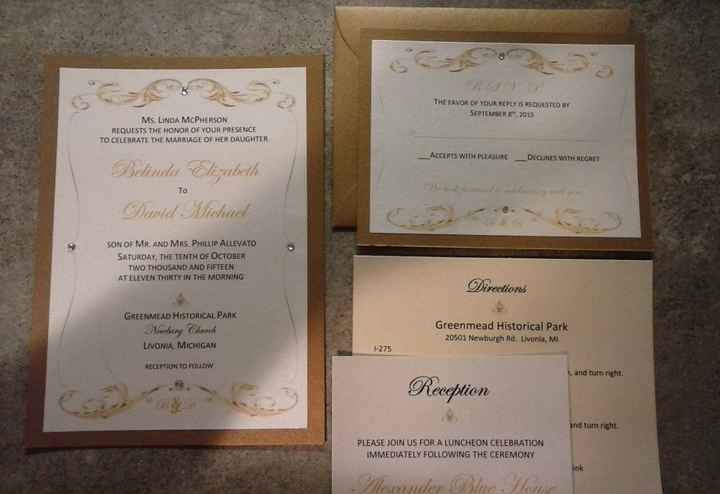 Ms. Linda McPherson
requests the honor of your presence
to celebrate the marriage of her daughter
Belinda Elizabeth
To
David Michael
son of Mr. and Mrs. Phillip Allevato
Saturday, the tenth of October
two thousand and fifteen
at eleven thirty in the morning
Greenmead Historical Park
Newburg Church
Livonia, Michigan
reception to follow
B & D
R S V P
The favor of your reply is requested by
September 8th, 2015
___Accepts with pleasure ___Declines with regret
Directions
Greenmead Historical Park
20501 Newburgh Rd. Livonia, MI
I-275
, and turn right.
and turn right.
Reception
Please join us for a luncheon celebration
immediately following the ceremony
Alexander Blue House